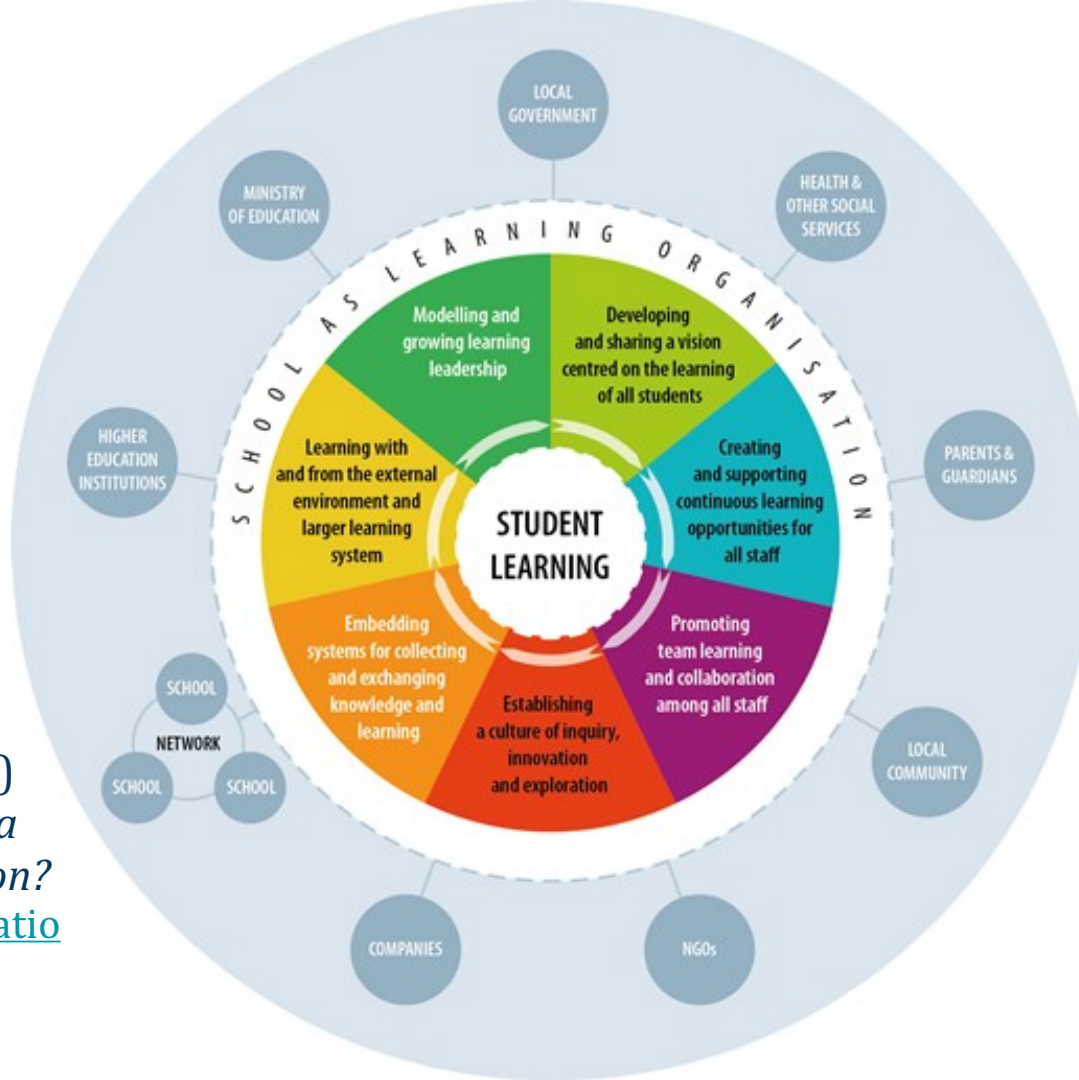 LOCAL
GOVERNMENT
MINISTRY
OF EDUCATION
HEALTH &
OTHER SOCIAL
SERVICES
SCHOOL AS LEARNING ORGANISATION
Modelling and
growing learning
leadership
Developing
and sharing a vision
centred on the learning
of all students
HIGHER
EDUCATION
INSTITUTIONS
Learning with
and from the external
environment and
larger learning
system
Creating
and supporting
continuous learning
opportunities for
all staff
PARENTS &
GUARDIANS
STUDENT
LEARNING
Embedding
systems for collecting
and exchanging
knowledge and
learning
Promoting
team learning
and collaboration
among all staff
Establishing
a culture of inquiry,
innovation
and exploration
SCHOOL
NETWORK
SCHOOL
SCHOOL
LOCAL
COMMUNITY
COMPANIES
NGOs
)
a
on?
atio